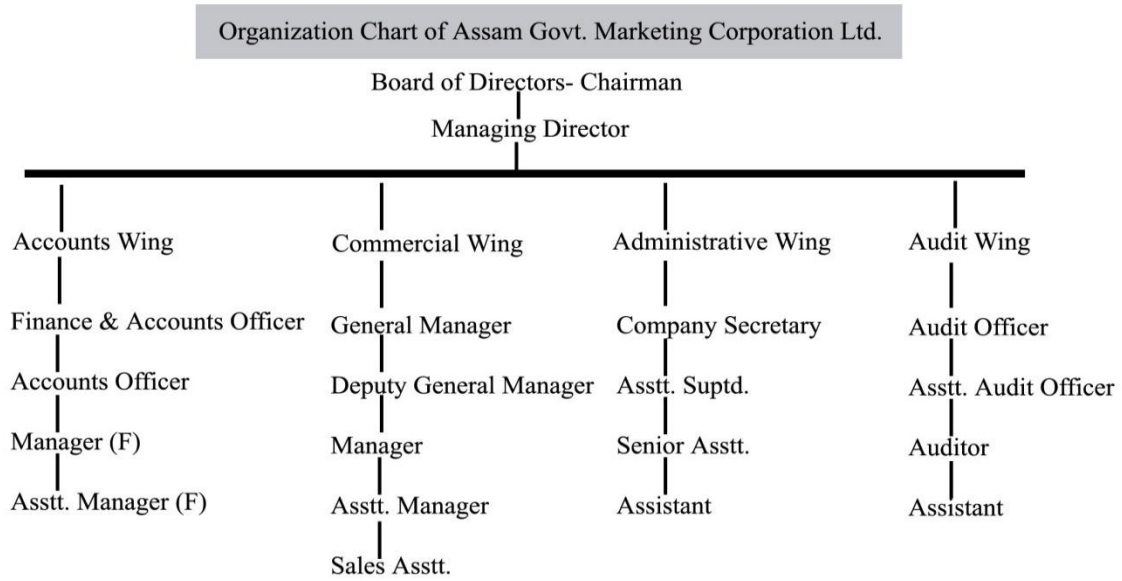 Organization Chart of Assam Govt. Marketing Corporation Ltd.
Board of Directors- Chairman
Managing Director
Accounts Wing
Finance & Accounts Officer
Accounts Officer
Manager (F)
Asstt. Manager (F)
Commercial Wing
General Manager
Deputy General Manager
Manager
Asstt. Manager
Sales Asstt.
Administrative Wing
Company Secretary
Asstt. Suptd.
Senior Asstt.
Assistant
Audit Wing
Audit Officer
Asstt. Audit Officer
Auditor
Assistant